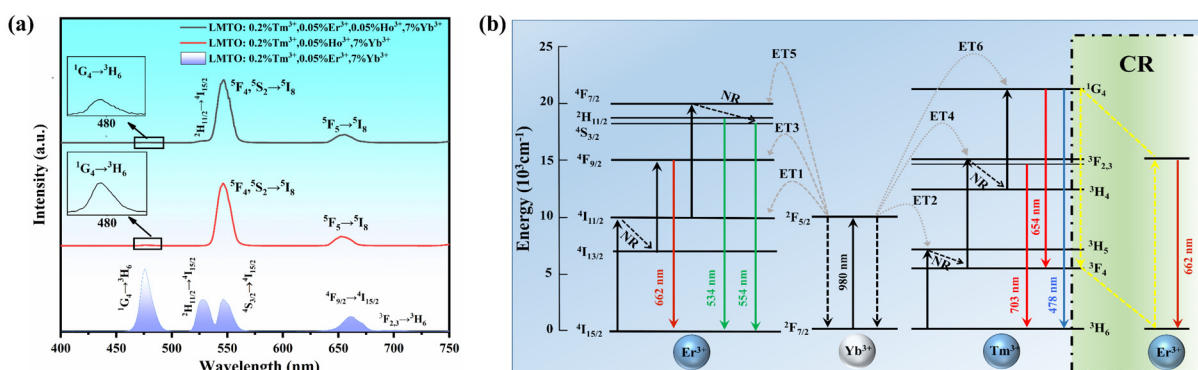 (a)
LMTO: 0.2%Tm³⁺,0.05%Er³⁺,0.05%Ho³⁺,7%Yb³⁺
LMTO: 0.2%Tm³⁺,0.05%Ho³⁺,7%Yb³⁺
LMTO: 0.2%Tm³⁺,0.05%Er³⁺,7%Yb³⁺
¹G₄→³H₆
480
²H₁₁/₂→⁴I₁₅/₂
⁵F₄,⁵S₂→⁵I₈
⁵F₅→⁵I₈
¹G₄→³H₆
480
⁵F₄,⁵S₂→⁵I₈
⁵F₅→⁵I₈
¹G₄→³H₆
²H₁₁/₂→⁴I₁₅/₂
⁴S₃/₂→⁴I₁₅/₂
⁴F₉/₂→⁴I₁₅/₂
³F₂,₃→³H₆
Intensity (a.u.)
400 450 500 550 600 650 700 750
Wavelength (nm)
(b)
Energy (10³cm⁻¹)
25
20
15
10
5
0
⁴F₇/₂
²H₁₁/₂
⁴S₃/₂
⁴F₉/₂
⁴I₁₁/₂
⁴I₁₃/₂
⁴I₁₅/₂
NR
NR
662 nm
534 nm
554 nm
Er³⁺
ET5
ET3
ET1
²F₅/₂
980 nm
²F₇/₂
Yb³⁺
ET6
ET4
ET2
NR
NR
703 nm
654 nm
478 nm
Tm³⁺
¹G₄
³F₂,₃
³H₄
³H₅
³F₄
³H₆
CR
662 nm
Er³⁺